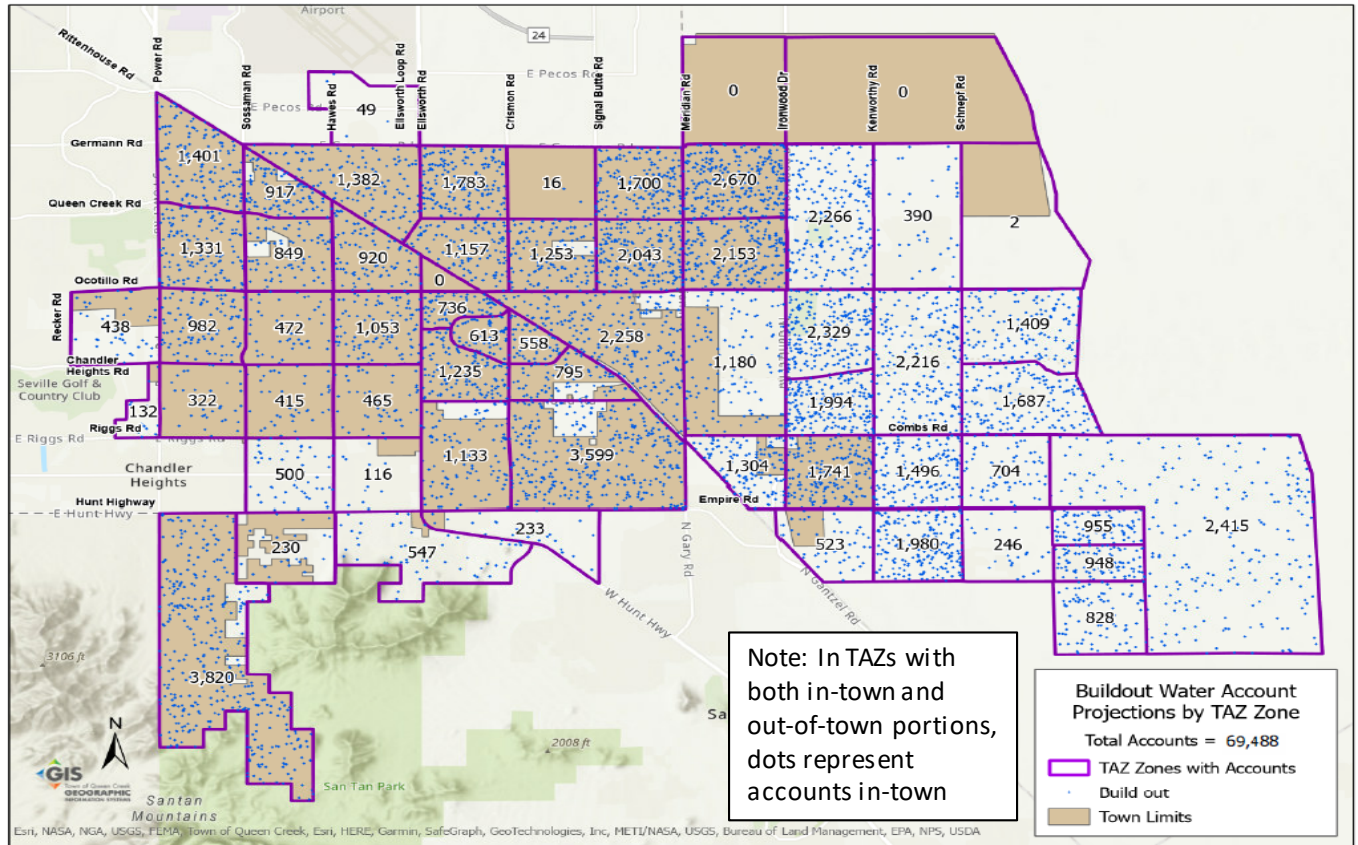 Airport
24
Rittenhouse Rd
Power Rd
Sossaman Rd
Hawes Rd
Ellsworth Loop Rd
Ellsworth Rd
Crismon Rd
Signal Butte Rd
Meridian Rd
Ironwood Dr
Kenworthy Rd
Schnepf Rd
E Pecos Rd
E Pecos Rd
49
0
0
Germann Rd
1,401
917
1,382
1,783
16
1,700
2,670
2,266
390
2
Queen Creek Rd
1,331
849
920
1,157
1,253
2,043
2,153
Ocotillo Rd
0
Recker Rd
438
982
472
1,053
736
613
558
2,258
1,180
2,329
2,216
1,409
Chandler
Heights Rd
1,235
795
1,994
1,687
Seville Golf &
Country Club
132
322
415
465
Riggs Rd
E Riggs Rd
E Riggs Rd
Combs Rd
Chandler
Heights
500
116
1,133
3,599
1,304
1,741
1,496
704
Hunt Highway
E Hunt Hwy
Empire Rd
2,415
230
547
233
N Gary Rd
523
1,980
246
955
948
828
W Hunt Hwy
N Gantzel Rd
3106 ft
3,820
Sa
2008 ft
San Tan Park
Santan
Mountains
N
GIS
Town of Queen Creek
GEOGRAPHIC
INFORMATION SYSTEMS
Note: In TAZs with
both in-town and
out-of-town portions,
dots represent
accounts in-town
Buildout Water Account
Projections by TAZ Zone
Total Accounts = 69,488
TAZ Zones with Accounts
Build out
Town Limits
Esri, NASA, NGA, USGS, FEMA, Town of Queen Creek, Esri, HERE, Garmin, SafeGraph, GeoTechnologies, Inc, METI/NASA, USGS, Bureau of Land Management, EPA, NPS, USDA